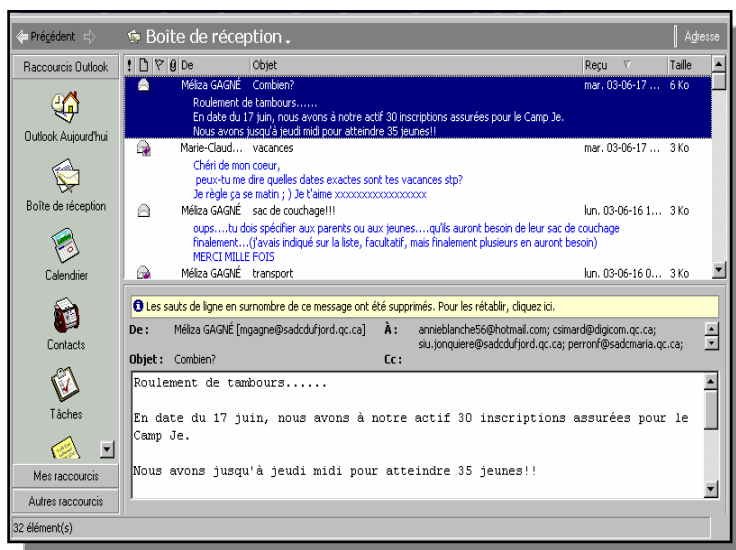 Précédent
Boîte de réception .
Adresse
Raccourcis Outlook
! De Objet Reçu Taille
Outlook Aujourd'hui
Boîte de réception
Calendrier
Contacts
Tâches
Mes raccourcis
Autres raccourcis
Méliza GAGNÉ Combien? mar. 03-06-17 ... 6 Ko
Roulement de tambours......
En date du 17 juin, nous avons à notre actif 30 inscriptions assurées pour le Camp Je.
Nous avons jusqu'à jeudi midi pour atteindre 35 jeunes!!
Marie-Claud... vacances mar. 03-06-17 ... 3 Ko
Chéri de mon coeur,
peux-tu me dire quelles dates exactes sont tes vacances stp?
Je règle ça se matin ; ) Je t'aime xxxxxxxxxxxxxxxxx
Méliza GAGNÉ sac de couchage!!! lun. 03-06-16 1... 3 Ko
oups....tu dois spécifier aux parents ou aux jeunes....qu'ils auront besoin de leur sac de couchage
finalement...(j'avais indiqué sur la liste, facultatif, mais finalement plusieurs en auront besoin)
MERCI MILLE FOIS
Méliza GAGNÉ transport lun. 03-06-16 0... 3 Ko
Les sauts de ligne en surnombre de ce message ont été supprimés. Pour les rétablir, cliquez ici.
De : Méliza GAGNÉ [mgagne@sadcdufjord.qc.ca] À : annieblanche56@hotmail.com; csimard@digicom.qc.ca;
siu.jonquiere@sadcdufjord.qc.ca; perronf@sadcmaria.qc.ca;
Objet : Combien? Cc :
Roulement de tambours......
En date du 17 juin, nous avons à notre actif 30 inscriptions assurées pour le
Camp Je.
Nous avons jusqu'à jeudi midi pour atteindre 35 jeunes!!
32 élément(s)